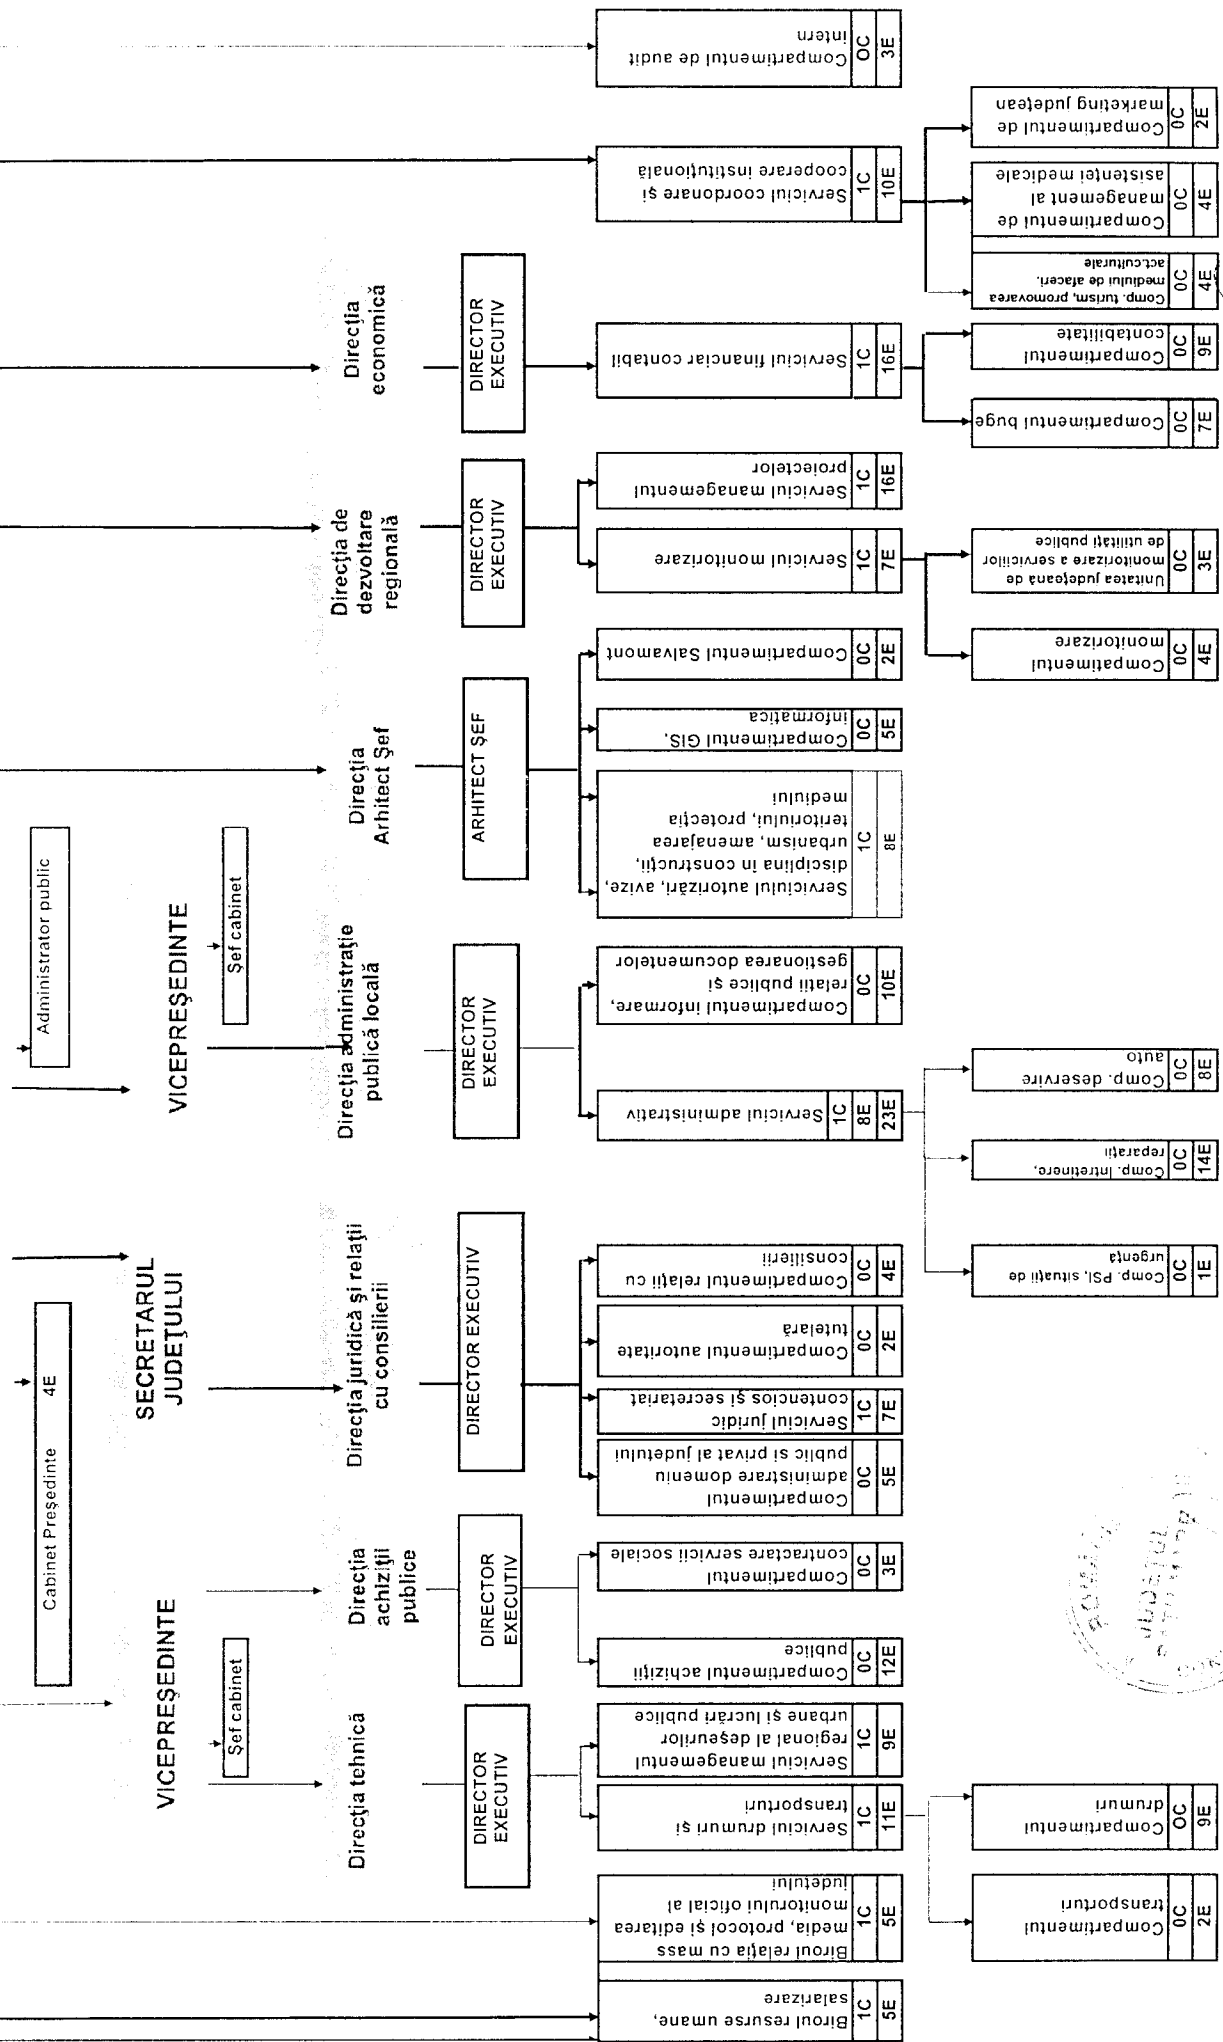 Cabinet Președinte 4E
Administrator public
VICEPREȘEDINTE
Șef cabinet
SECRETARUL
JUDEȚULUI
VICEPREȘEDINTE
Șef cabinet
Direcția tehnică
Direcția
achiziții
publice
Direcția juridică și relații
cu consilierii
Direcția administrație
publică locală
Direcția
Arhitect Șef
Direcția de
dezvoltare
regională
Direcția
economică
DIRECTOR
EXECUTIV
DIRECTOR
EXECUTIV
DIRECTOR EXECUTIV
DIRECTOR
EXECUTIV
ARHITECT ȘEF
DIRECTOR
EXECUTIV
DIRECTOR
EXECUTIV
Biroul resurse umane,
salarizare
1C
5E
Biroul relația cu mass
media, protocol și editarea
monitorului oficial al
județului
1C
5E
Serviciul drumuri și
transporturi
1C
11E
Serviciul managementul
regional al deșeurilor
urbane și lucrări publice
1C
9E
Compartimentul achiziții
publice
0C
12E
Compartimentul
contractare servicii sociale
0C
3E
Compartimentul
administrare domeniu
public si privat al judetului
0C
5E
Serviciul juridic
contencios și secretariat
1C
7E
Compartimentul autoritate
tutelară
0C
2E
Compartimentul relații cu
consilierii
0C
4E
Serviciul administrativ
1C
8E
23E
Compartimentul informare,
relatii publice și
gestionarea documentelor
0C
10E
Serviciul autorizări, avize,
disciplina în construcții,
urbanism, amenajarea
teritoriului, protecția
mediului
1C
8E
Compartimentul GIS,
informatica
0C
5E
Compartimentul Salvamont
0C
2E
Serviciul monitorizare
1C
7E
Serviciul managementul
proiectelor
1C
16E
Serviciul financiar contabil
1C
16E
Serviciul coordonare și
cooperare instituțională
1C
10E
Compartimentul de audit
intern
OC
3E
Compartimentul
transporturi
0C
2E
Compartimentul
drumuri
OC
9E
Comp. PSI, situații de
urgență
0C
1E
Comp. întreținere,
reparații
0C
14E
Comp. deservire
auto
0C
8E
Compatimentul
monitorizare
0C
4E
Unitatea județeană de
monitorizare a serviciilor
de utilități publice
0C
3E
Compartimentul buge
0C
7E
Compartimentul
contabilitate
0C
9E
Comp. turism, promovarea
mediului de afaceri.
act.culturale
0C
4E
Compartimentul de
management al
asistenței medicale
0C
4E
Compartimentul de
marketing județean
0C
2E
JUDEȚUL